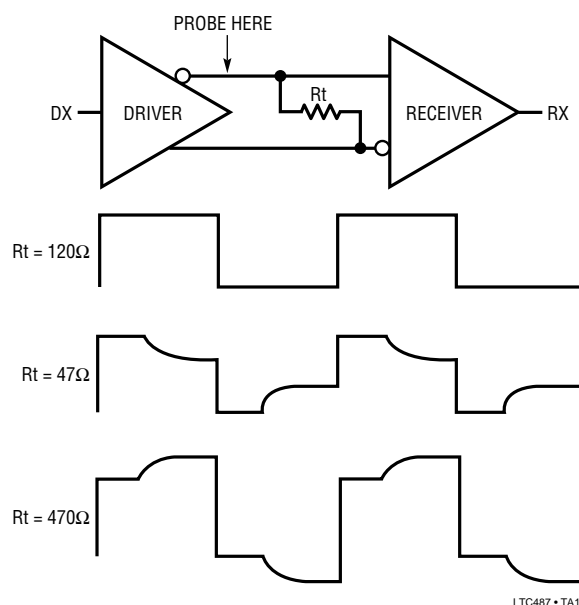 PROBE HERE
Rt
DX
DRIVER
RECEIVER
RX
Rt = 120Ω
Rt = 47Ω
Rt = 470Ω
LTC487 • TA1